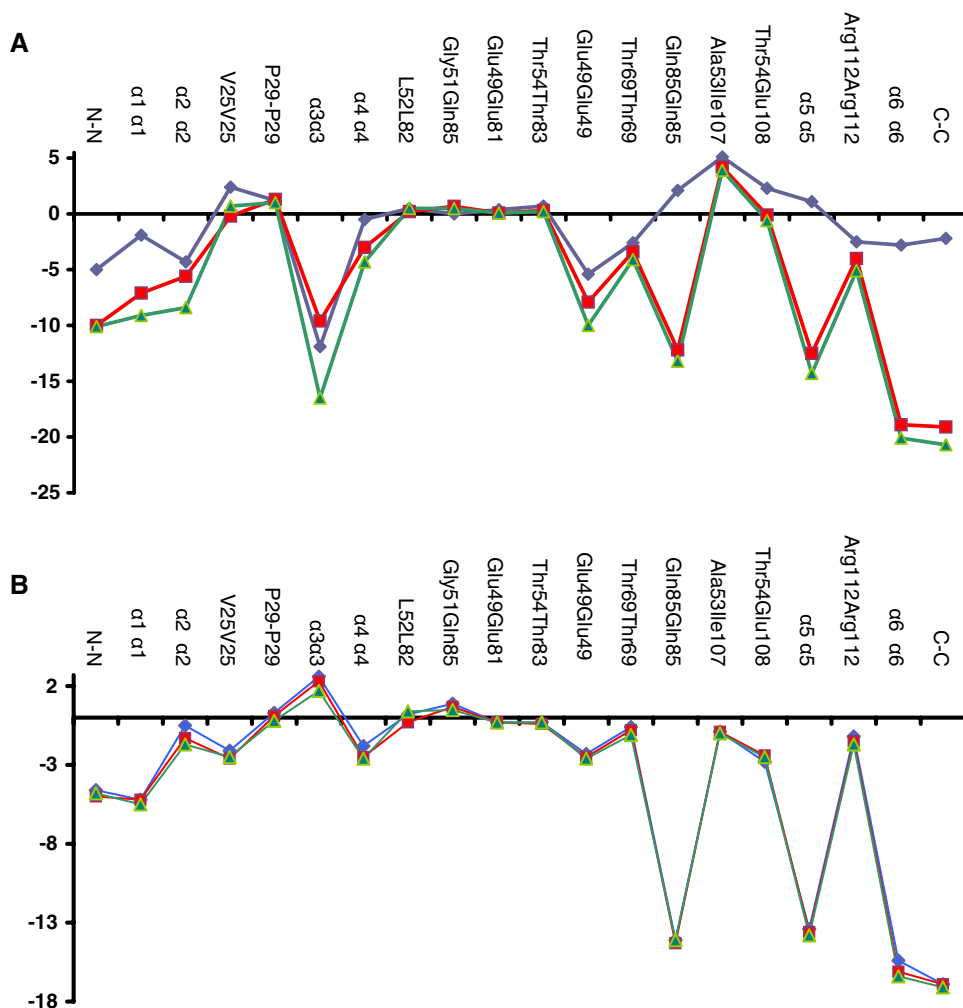 A
N-N
α1 α1
α2 α2
V25V25
P29-P29
α3α3
α4 α4
L52L82
Gly51Gln85
Glu49Glu81
Thr54Thr83
Glu49Glu49
Thr69Thr69
Gln85Gln85
Ala53Ile107
Thr54Glu108
α5 α5
Arg112Arg112
α6 α6
C-C
5
0
-5
-10
-15
-20
-25
B
N-N
α1 α1
α2 α2
V25V25
P29-P29
α3α3
α4 α4
L52L82
Gly51Gln85
Glu49Glu81
Thr54Thr83
Glu49Glu49
Thr69Thr69
Gln85Gln85
Ala53Ile107
Thr54Glu108
α5 α5
Arg112Arg112
α6 α6
C-C
2
-3
-8
-13
-18